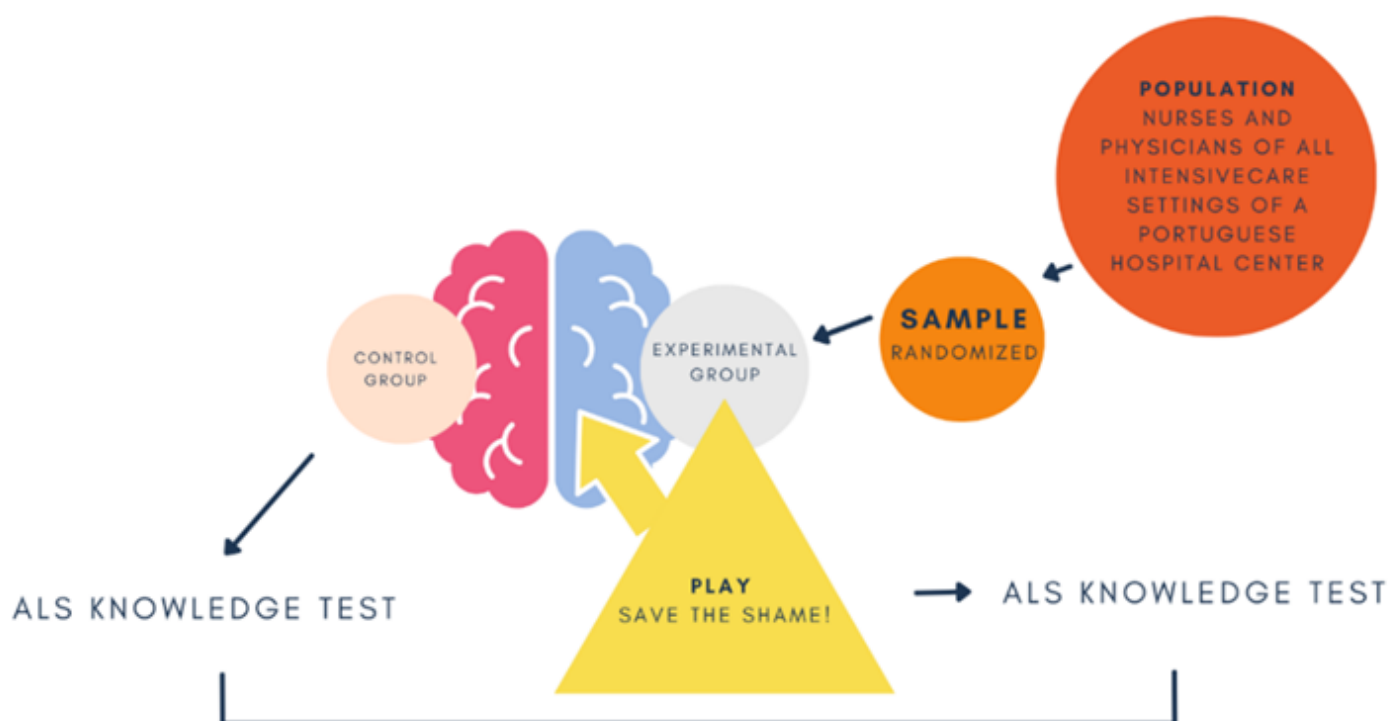 POPULATION
NURSES AND
PHYSICIANS OF ALL
INTENSIVECARE
SETTINGS OF A
PORTUGUESE
HOSPITAL CENTER
SAMPLE
RANDOMIZED
EXPERIMENTAL
GROUP
CONTROL
GROUP
PLAY
SAVE THE SHAME!
ALS KNOWLEDGE TEST
ALS KNOWLEDGE TEST